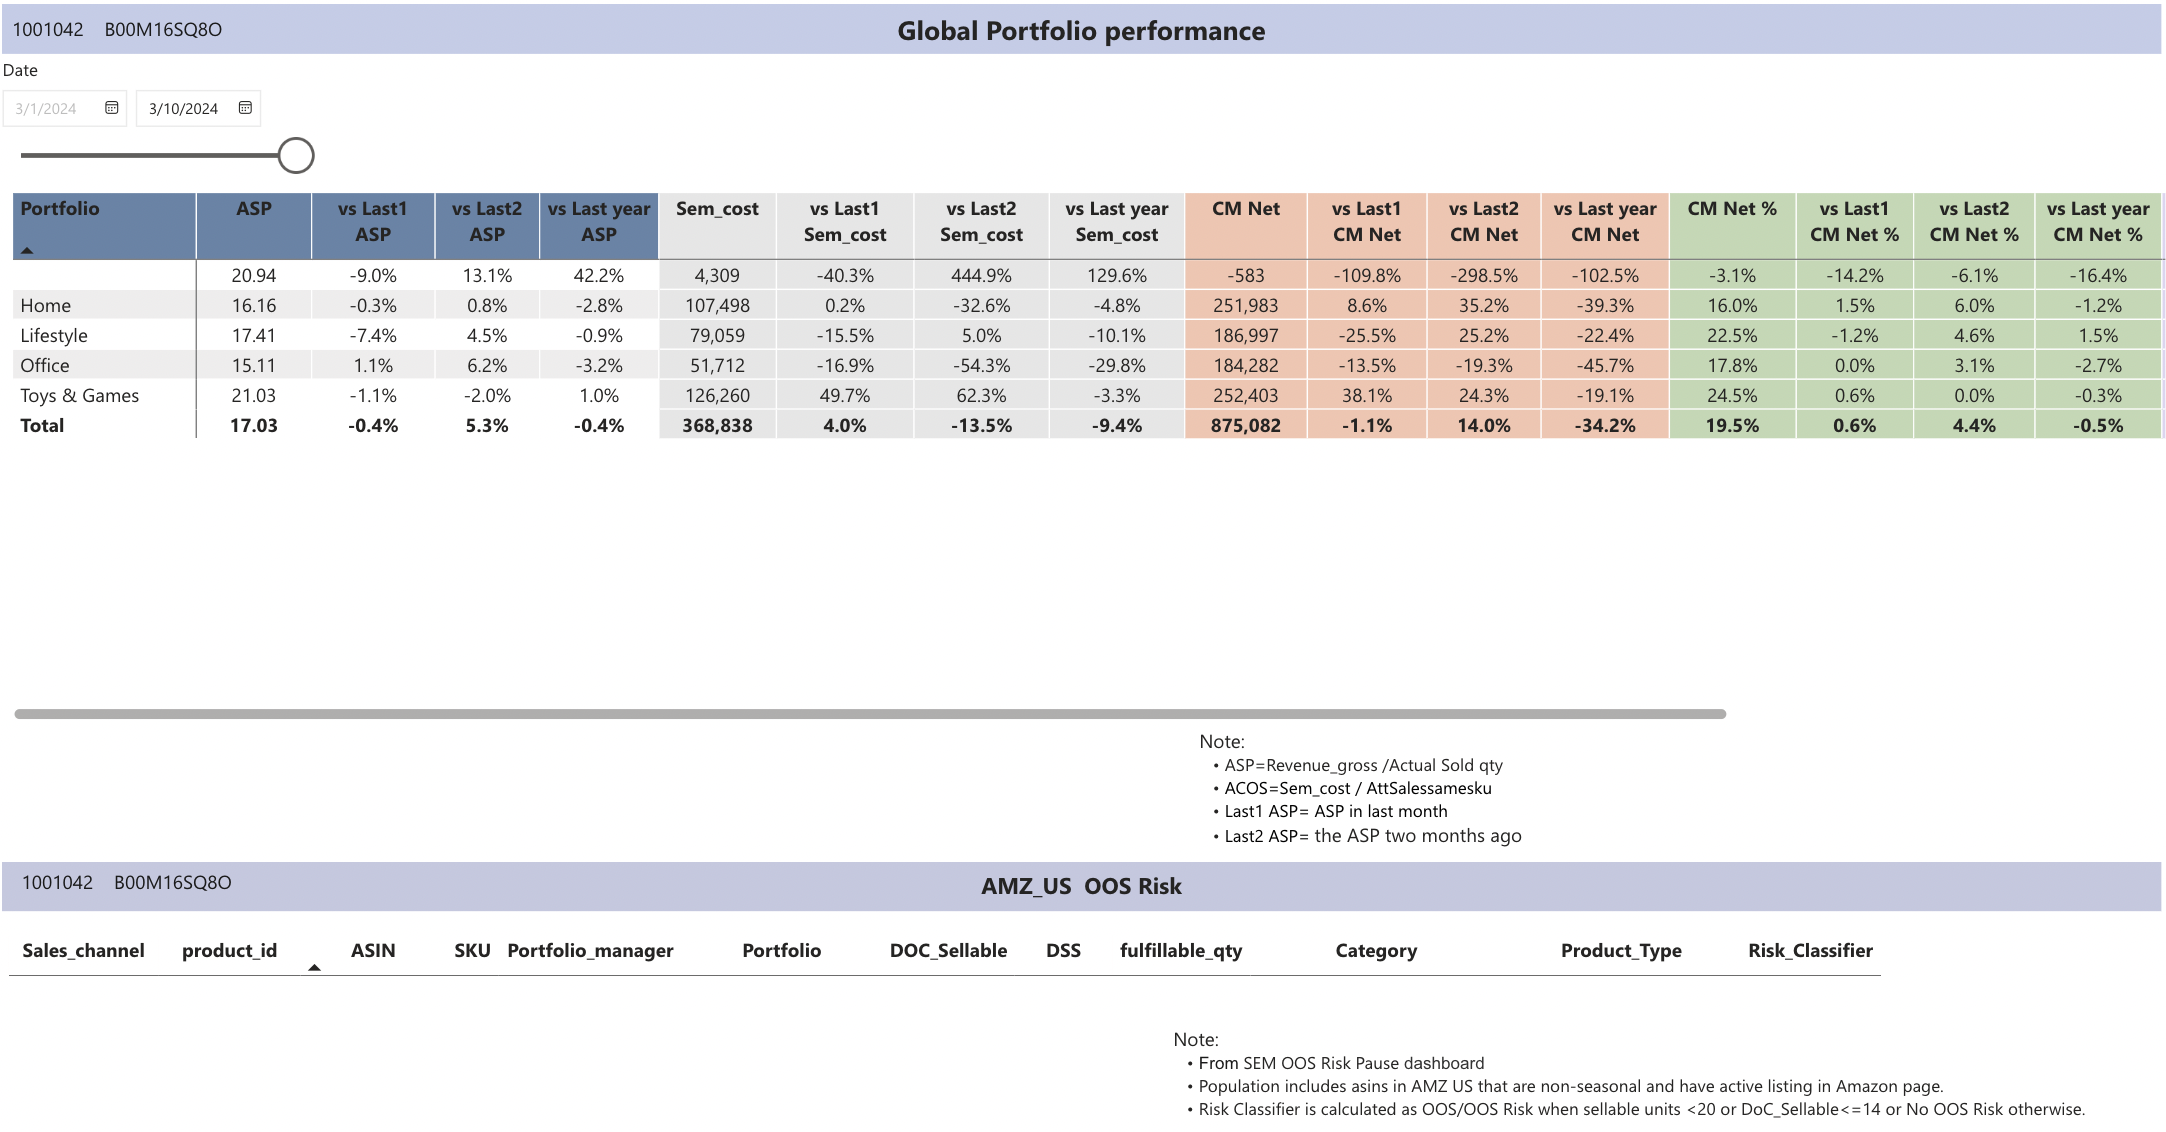 1001042 B00M16SQ8O Global Portfolio performance
Date
3/1/2024 3/10/2024
Portfolio ASP vs Last1 ASP vs Last2 ASP vs Last year ASP Sem_cost vs Last1 Sem_cost vs Last2 Sem_cost vs Last year Sem_cost CM Net vs Last1 CM Net vs Last2 CM Net vs Last year CM Net CM Net % vs Last1 CM Net % vs Last2 CM Net % vs Last year CM Net %
20.94 -9.0% 13.1% 42.2% 4,309 -40.3% 444.9% 129.6% -583 -109.8% -298.5% -102.5% -3.1% -14.2% -6.1% -16.4%
Home 16.16 -0.3% 0.8% -2.8% 107,498 0.2% -32.6% -4.8% 251,983 8.6% 35.2% -39.3% 16.0% 1.5% 6.0% -1.2%
Lifestyle 17.41 -7.4% 4.5% -0.9% 79,059 -15.5% 5.0% -10.1% 186,997 -25.5% 25.2% -22.4% 22.5% -1.2% 4.6% 1.5%
Office 15.11 1.1% 6.2% -3.2% 51,712 -16.9% -54.3% -29.8% 184,282 -13.5% -19.3% -45.7% 17.8% 0.0% 3.1% -2.7%
Toys & Games 21.03 -1.1% -2.0% 1.0% 126,260 49.7% 62.3% -3.3% 252,403 38.1% 24.3% -19.1% 24.5% 0.6% 0.0% -0.3%
Total 17.03 -0.4% 5.3% -0.4% 368,838 4.0% -13.5% -9.4% 875,082 -1.1% 14.0% -34.2% 19.5% 0.6% 4.4% -0.5%
Note:
• ASP=Revenue_gross /Actual Sold qty
• ACOS=Sem_cost / AttSalessamesku
• Last1 ASP= ASP in last month
• Last2 ASP= the ASP two months ago
1001042 B00M16SQ8O AMZ_US OOS Risk
Sales_channel product_id ASIN SKU Portfolio_manager Portfolio DOC_Sellable DSS fulfillable_qty Category Product_Type Risk_Classifier
Note:
• From SEM OOS Risk Pause dashboard
• Population includes asins in AMZ US that are non-seasonal and have active listing in Amazon page.
• Risk Classifier is calculated as OOS/OOS Risk when sellable units <20 or DoC_Sellable<=14 or No OOS Risk otherwise.